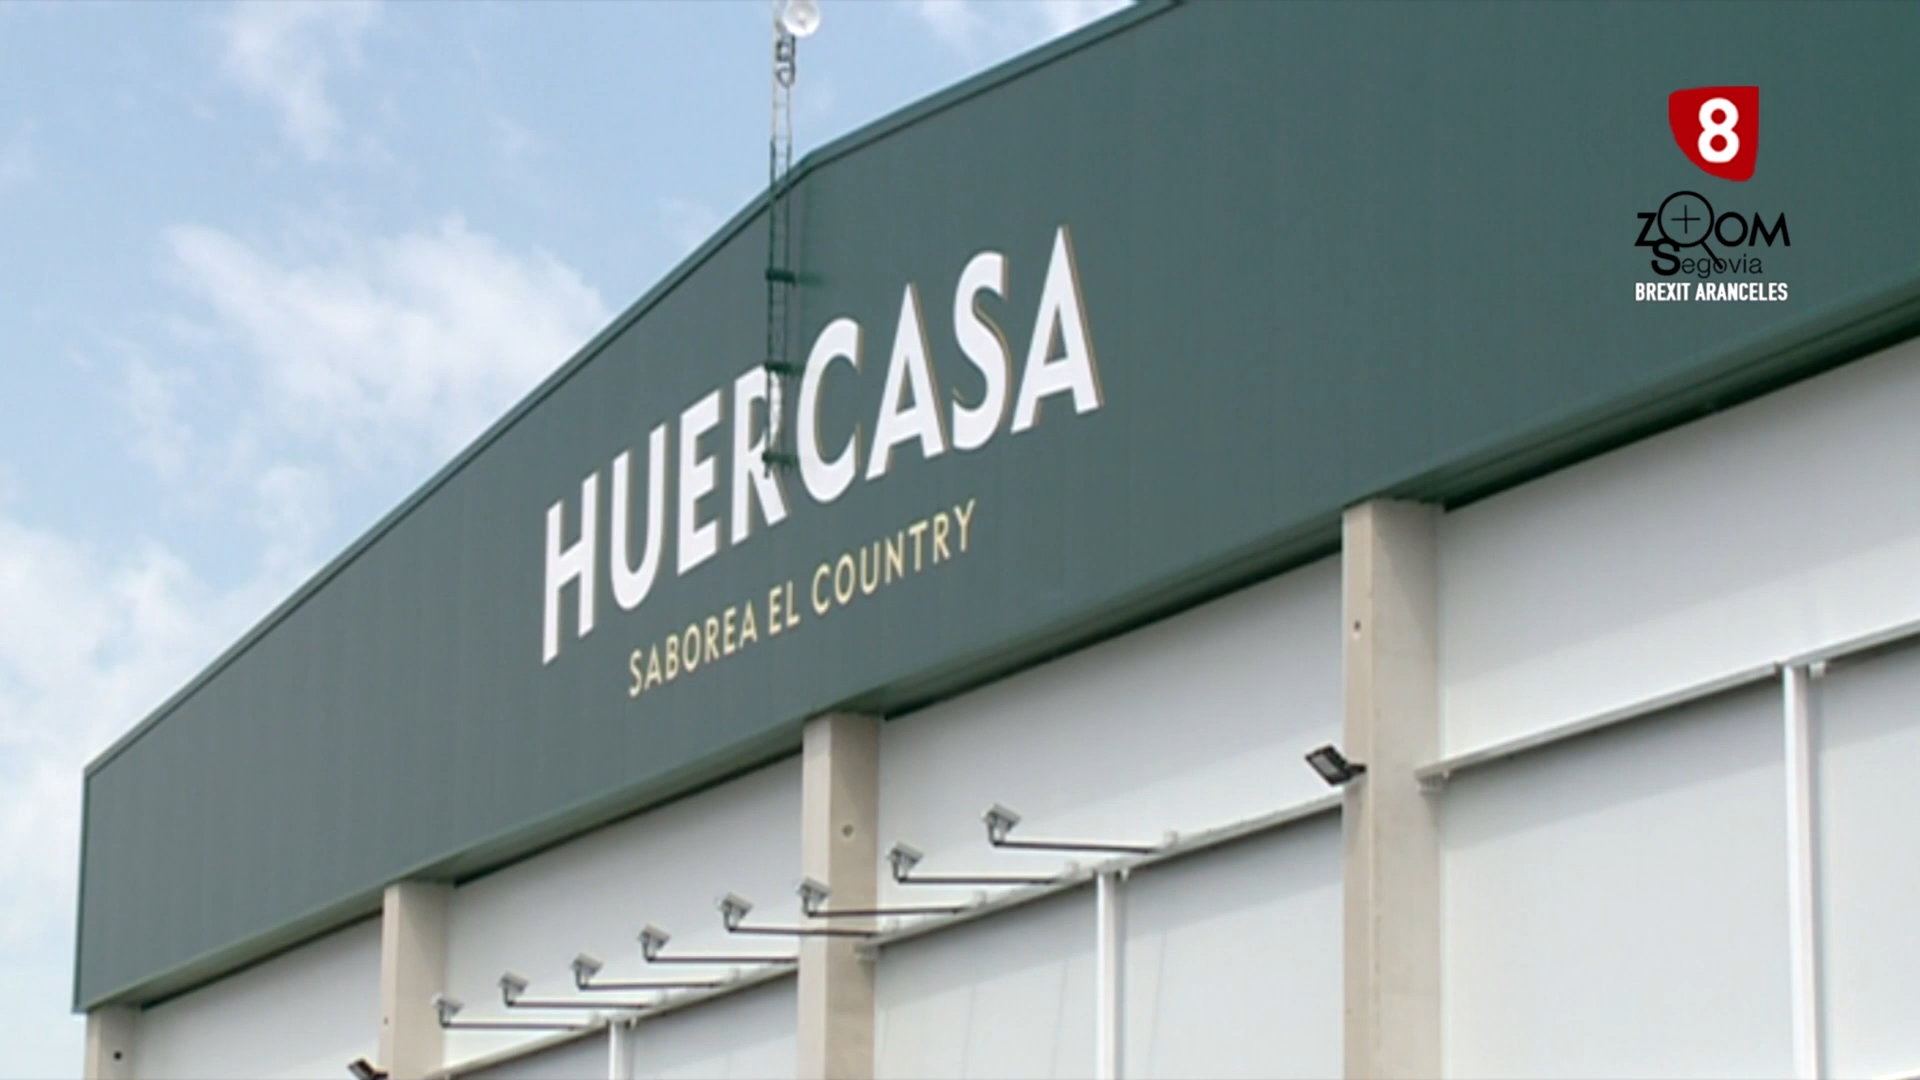 HUERCASA
SABOREA EL COUNTRY
8
ZOOM
Segovia
BREXIT ARANCELES